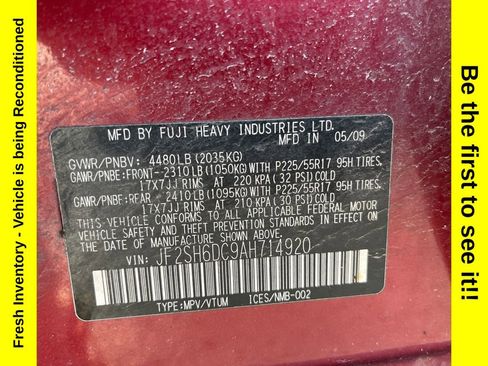 Fresh Inventory - Vehicle is being Reconditioned
MFD BY FUJI HEAVY INDUSTRIES LTD.
05/09
GVWR/PNBV: 4480LB(2035KG)
GAWR/PNBE:FRONT-2310LB(1050KG)WITH P225/55R17 95H TIRES,
17X7JJ RIMS AT 220 KPA(32 PSI)COLD
GAWR/PNBF:REAR -2410LB(1095KG)WITH P225/55R17 95H TIRES,
17X7JJ RIMS AT 210 KPA(30 PSI)COLD
THIS VEHICLE CONFORMS TO ALL APPLICABLE U.S. FEDERAL MOTOR
VEHICLE SAFETY AND THEFT PREVENTION STANDARDS
IN EFFECT ON THE DATE OF MANUFACTURE SHOWN ABOVE.
VIN: JF2SH6DC9AH714920
TYPE:MPV/VTUM ICES/NMB-002
Be the first to see it!!